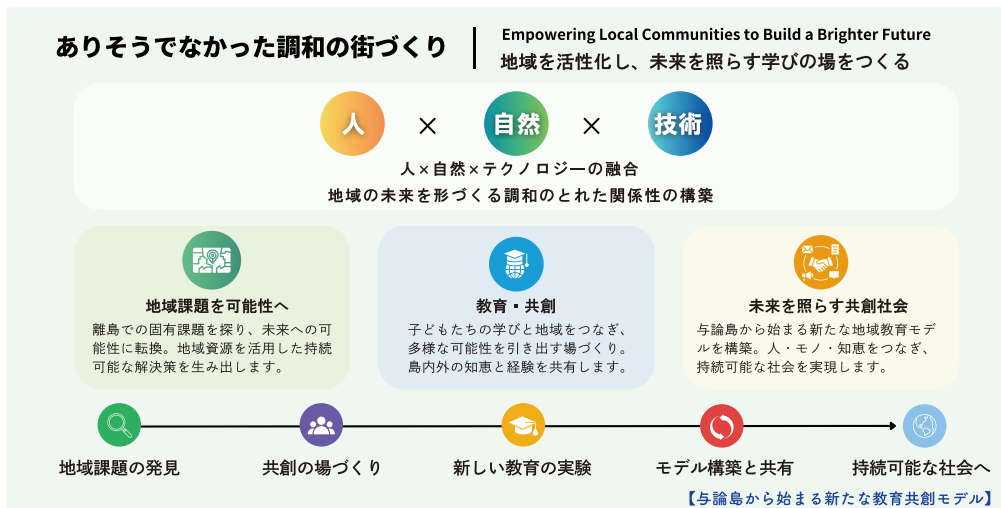 ありそうでなかった調和の街づくり
Empowering Local Communities to Build a Brighter Future
地域を活性化し、未来を照らす学びの場をつくる
人 × 自然 × 技術
人×自然×テクノロジーの融合
地域の未来を形づくる調和のとれた関係性の構築
地域課題を可能性へ
離島での固有課題を探り、未来への可
能性に転換。地域資源を活用した持続
可能な解決策を生み出します。
教育・共創
子どもたちの学びと地域をつなぎ、
多様な可能性を引き出す場づくり。
島内外の知恵と経験を共有します。
未来を照らす共創社会
与論島から始まる新たな地域教育モデ
ルを構築。人・モノ・知恵をつなぎ、
持続可能な社会を実現します。
地域課題の発見
共創の場づくり
新しい教育の実験
モデル構築と共有
持続可能な社会へ
【与論島から始まる新たな教育共創モデル】